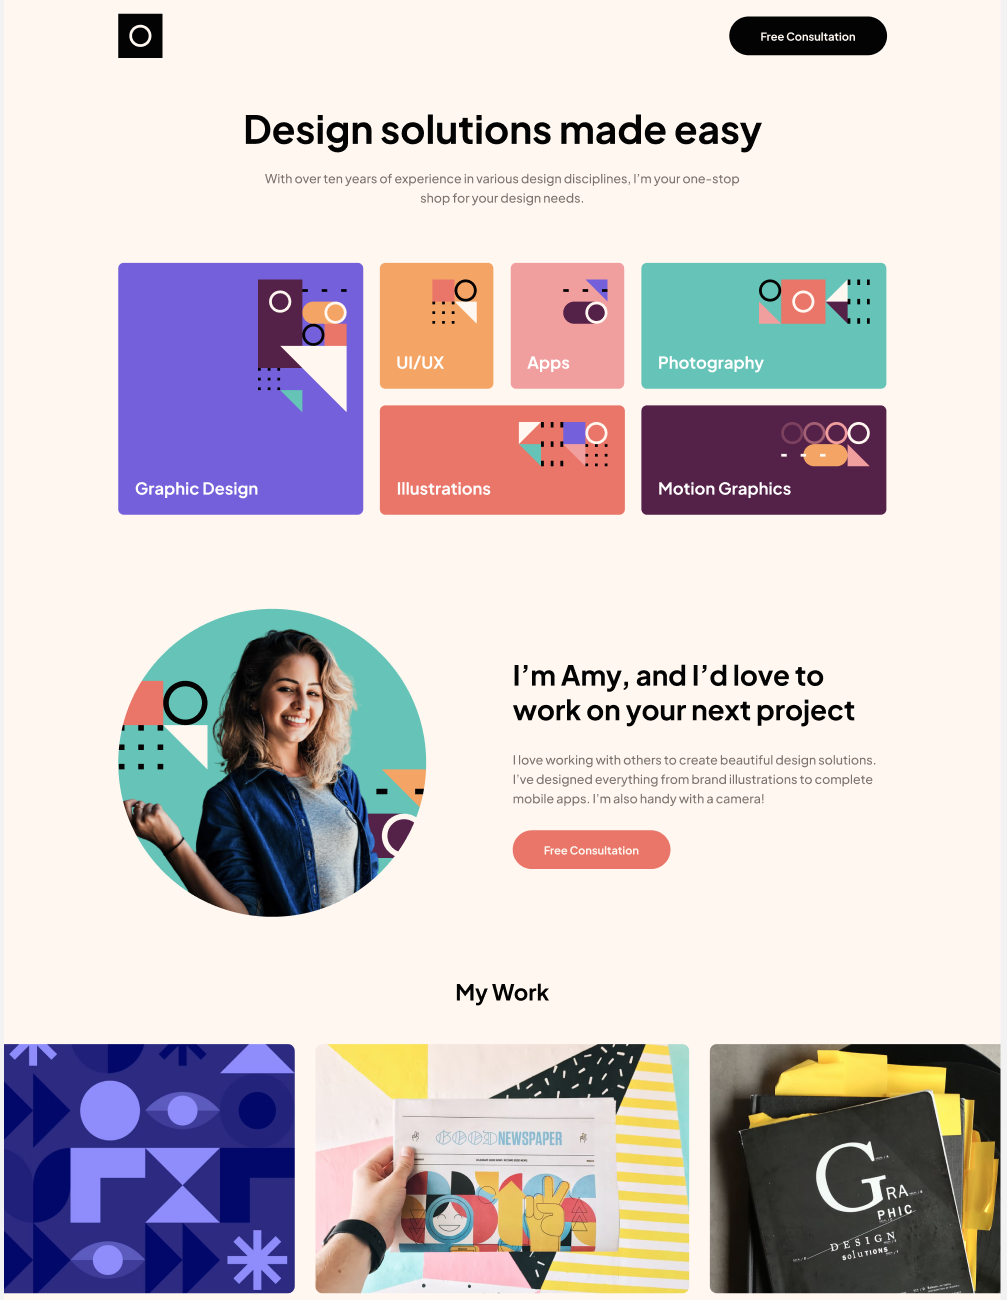 Free Consultation
Design solutions made easy
With over ten years of experience in various design disciplines, I’m your one-stop
shop for your design needs.
Graphic Design
UI/UX
Apps
Photography
Illustrations
Motion Graphics
I’m Amy, and I’d love to
work on your next project
I love working with others to create beautiful design solutions.
I’ve designed everything from brand illustrations to complete
mobile apps. I’m also handy with a camera!
Free Consultation
My Work
GOOD NEWSPAPER
GRA
PHIC
DESIGN
SOLUTIONS